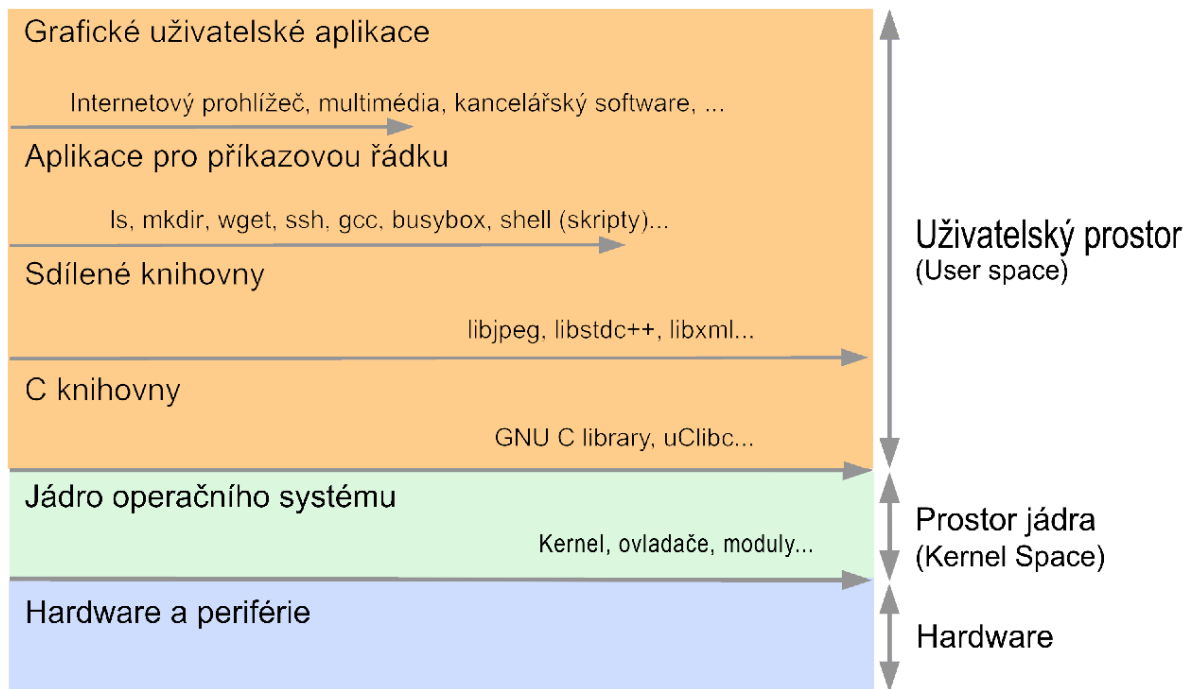 Grafické uživatelské aplikace
Internetový prohlížeč, multimédia, kancelářský software, ...
Aplikace pro příkazovou řádku
ls, mkdir, wget, ssh, gcc, busybox, shell (skripty)...
Sdílené knihovny
libjpeg, libstdc++, libxml...
C knihovny
GNU C library, uClibc...
Uživatelský prostor
(User space)
Jádro operačního systému
Kernel, ovladače, moduly...
Prostor jádra
(Kernel Space)
Hardware a periférie
Hardware